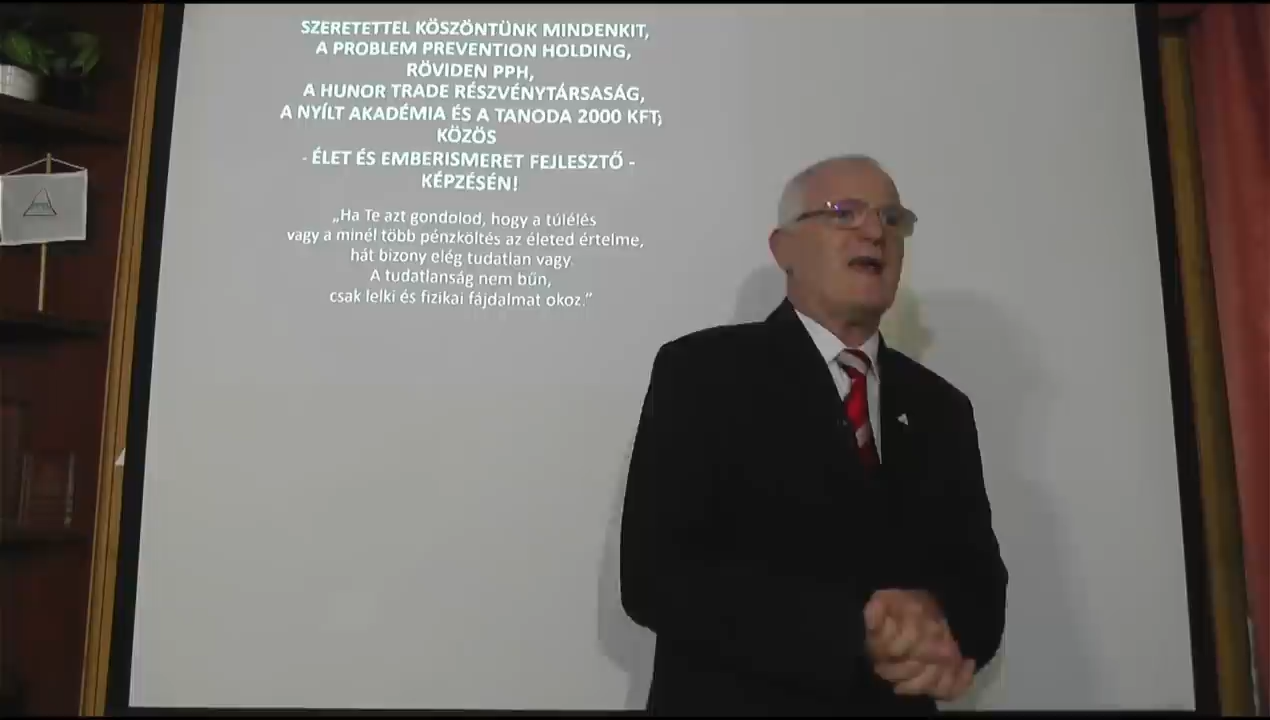 SZERETETTEL KÖSZÖNTÜNK MINDENKIT,
A PROBLEM PREVENTION HOLDING,
RÖVIDEN PPH,
A HUNOR TRADE RÉSZVÉNYTÁRSASÁG,
A NYÍLT AKADÉMIA ÉS A TANODA 2000 KFT;
KÖZÖS
- ÉLET ÉS EMBERISMERET FEJLESZTŐ -
KÉPZÉSÉN!
„Ha Te azt gondolod, hogy a túlélés
vagy a minél több pénzköltés az életed értelme,
hát bizony elég tudatlan vagy.
A tudatlanság nem bűn,
csak lelki és fizikai fájdalmat okoz.”